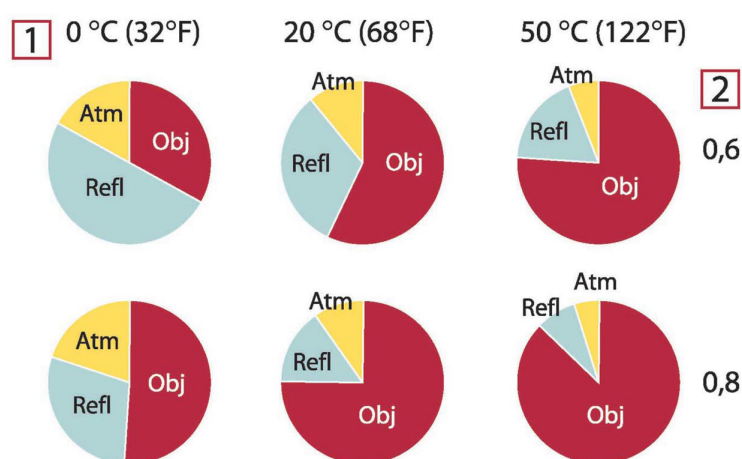 1 0 °C (32°F) 20 °C (68°F) 50 °C (122°F)
2
Atm Obj Refl
Atm Refl Obj
Atm Refl Obj
0,6
Atm Obj Refl
Atm Refl Obj
Atm Refl Obj
0,8